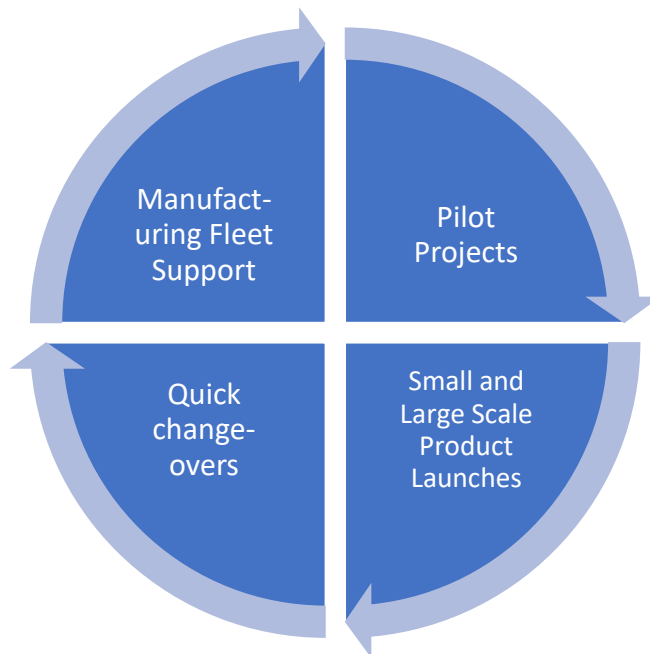 Manufact-
uring Fleet
Support
Pilot
Projects
Quick
change-
overs
Small and
Large Scale
Product
Launches